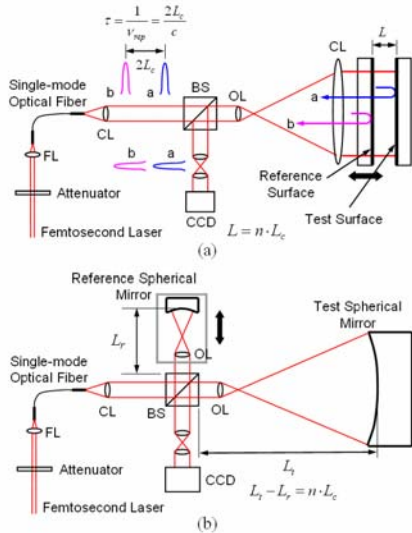 τ = 1/ν_rep = 2L_c/c
2L_c
CL
L
Single-mode
Optical Fiber
b
a
BS
OL
a
b
CL
b
a
FL
Reference
Surface
Attenuator
Test Surface
CCD
Femtosecond Laser
L = n·L_c
(a)
Reference Spherical
Mirror
Test Spherical
Mirror
L_r
Single-mode
Optical Fiber
OL
CL
BS
OL
FL
L_t
Attenuator
CCD
L_t − L_r = n·L_c
Femtosecond Laser
(b)